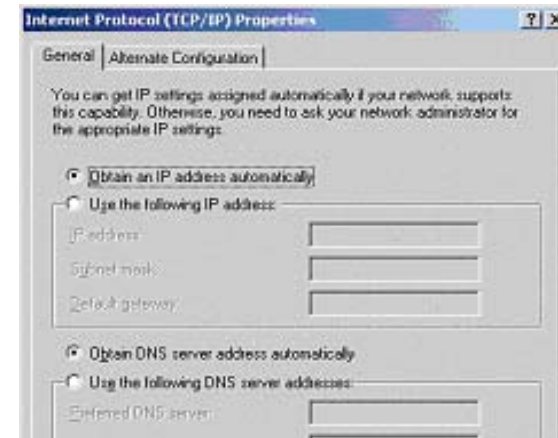 Internet Protocol (TCP/IP) Properties
General
Alternate Configuration
You can get IP settings assigned automatically if your network supports
this capability. Otherwise, you need to ask your network administrator for
the appropriate IP settings.
Obtain an IP address automatically
Use the following IP address:
IP address:
Subnet mask:
Default gateway:
Obtain DNS server address automatically
Use the following DNS server addresses:
Preferred DNS server: